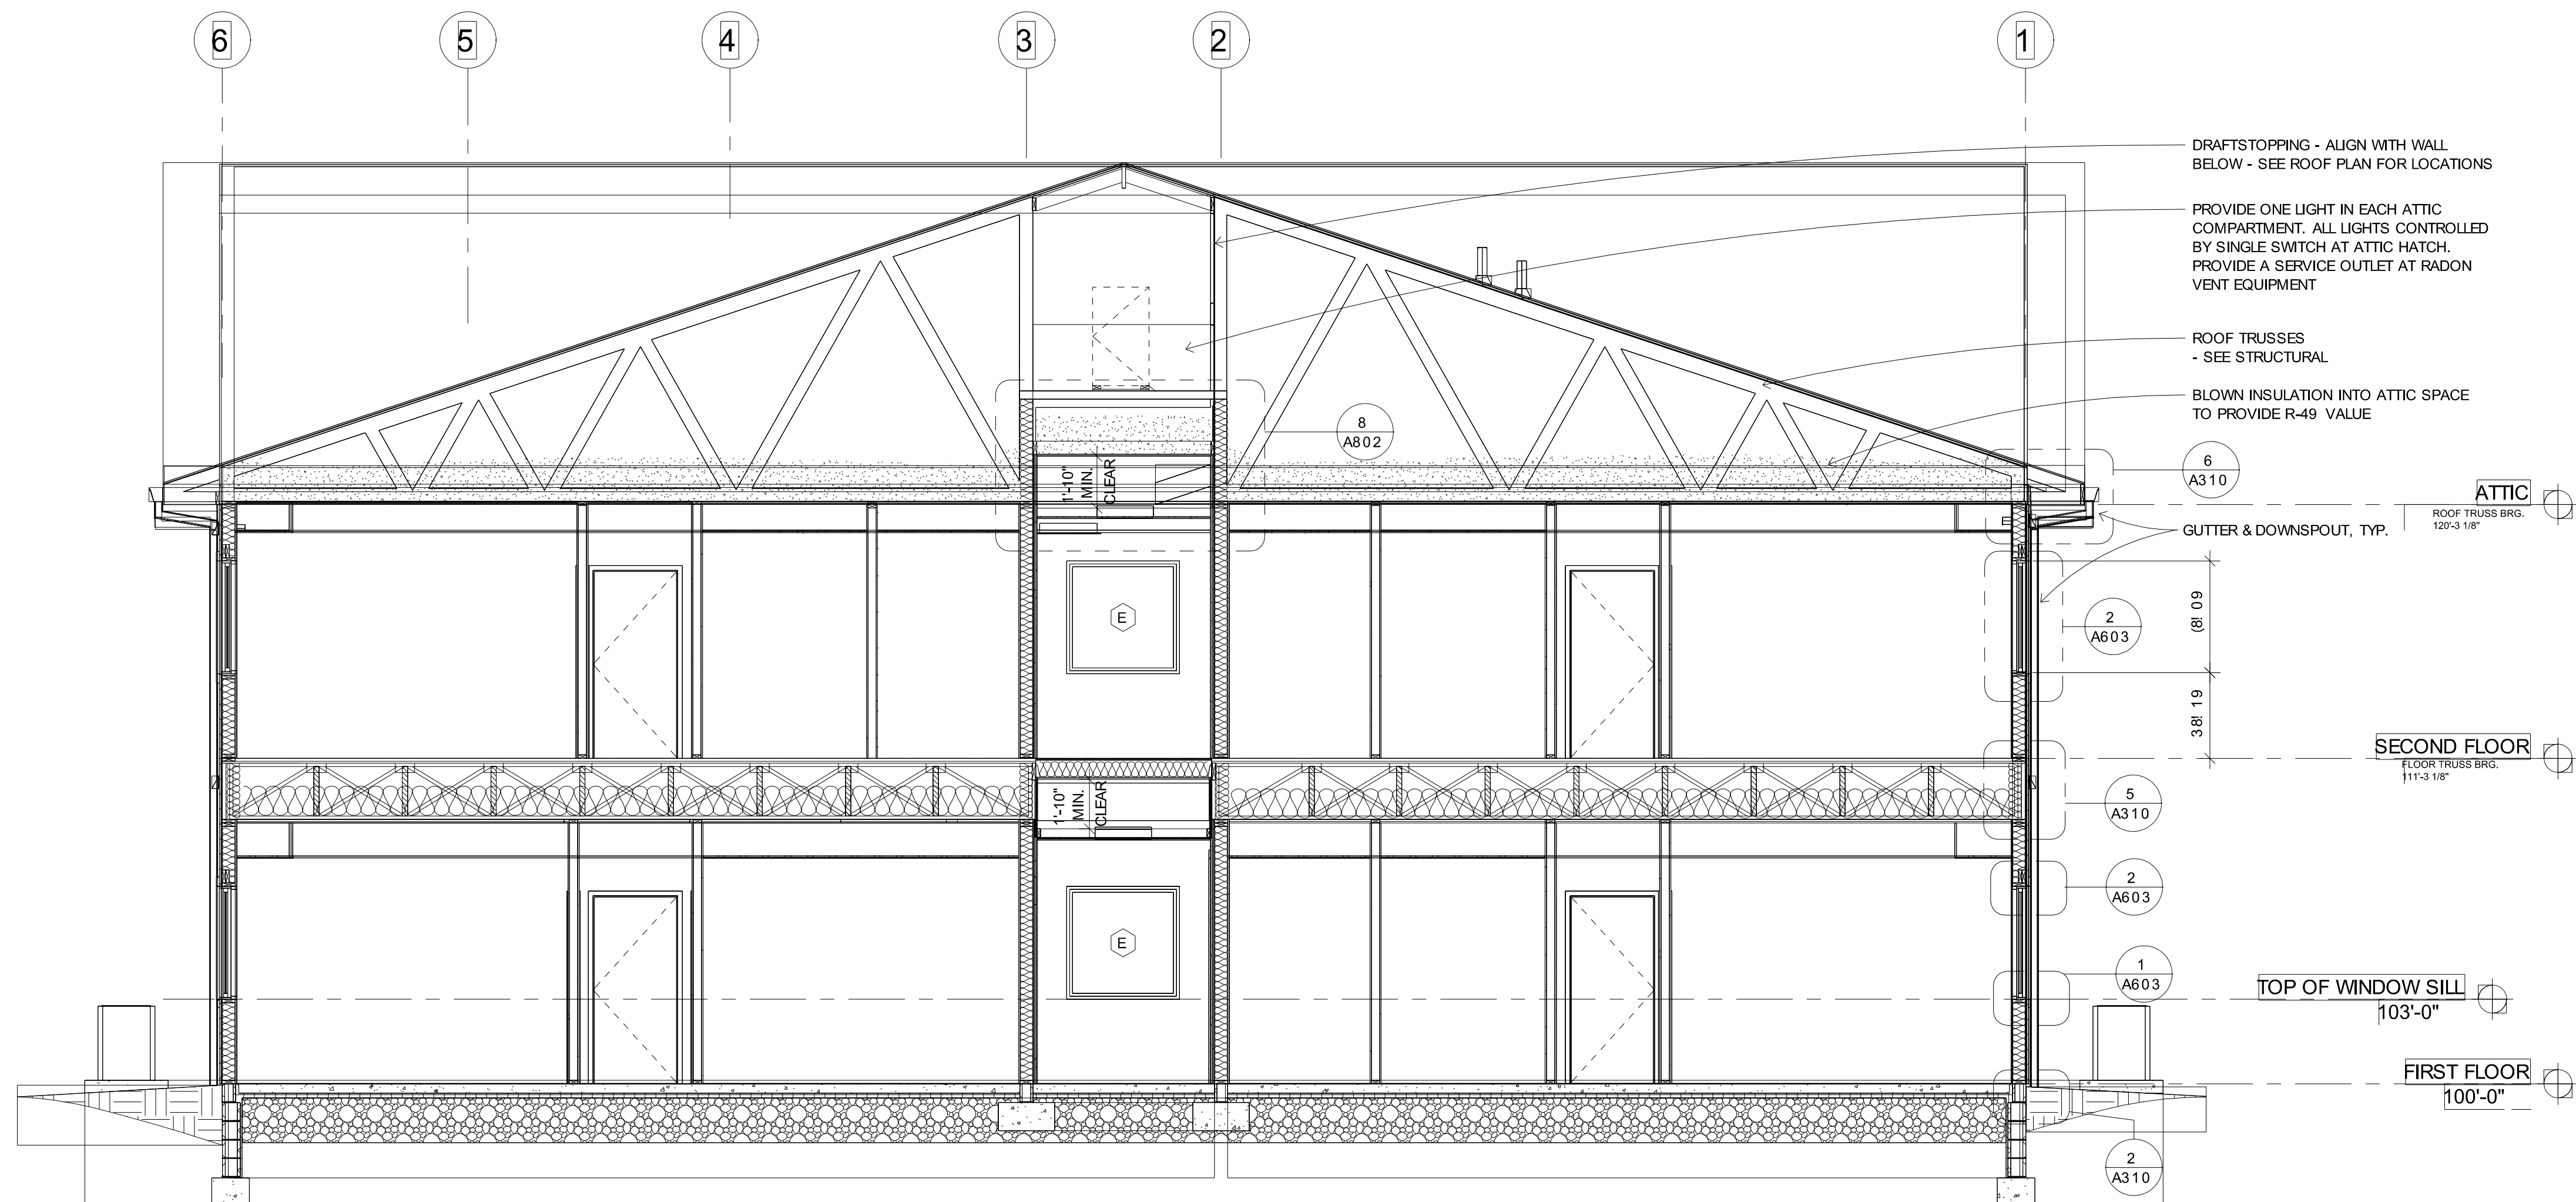 6
5
4
3
2
1
DRAFTSTOPPING - ALIGN WITH WALL
BELOW - SEE ROOF PLAN FOR LOCATIONS
PROVIDE ONE LIGHT IN EACH ATTIC
COMPARTMENT. ALL LIGHTS CONTROLLED
BY SINGLE SWITCH AT ATTIC HATCH.
PROVIDE A SERVICE OUTLET AT RADON
VENT EQUIPMENT
ROOF TRUSSES
- SEE STRUCTURAL
BLOWN INSULATION INTO ATTIC SPACE
TO PROVIDE R-49 VALUE
8
A802
6
A310
1'-10"
MIN.
CLEAR
ATTIC
ROOF TRUSS BRG.
120'-3 1/8"
GUTTER & DOWNSPOUT, TYP.
E
2
A603
(8! 09
38! 19
SECOND FLOOR
FLOOR TRUSS BRG.
111'-3 1/8"
1'-10"
MIN.
CLEAR
5
A310
2
A603
E
1
A603
TOP OF WINDOW SILL
103'-0"
FIRST FLOOR
100'-0"
2
A310